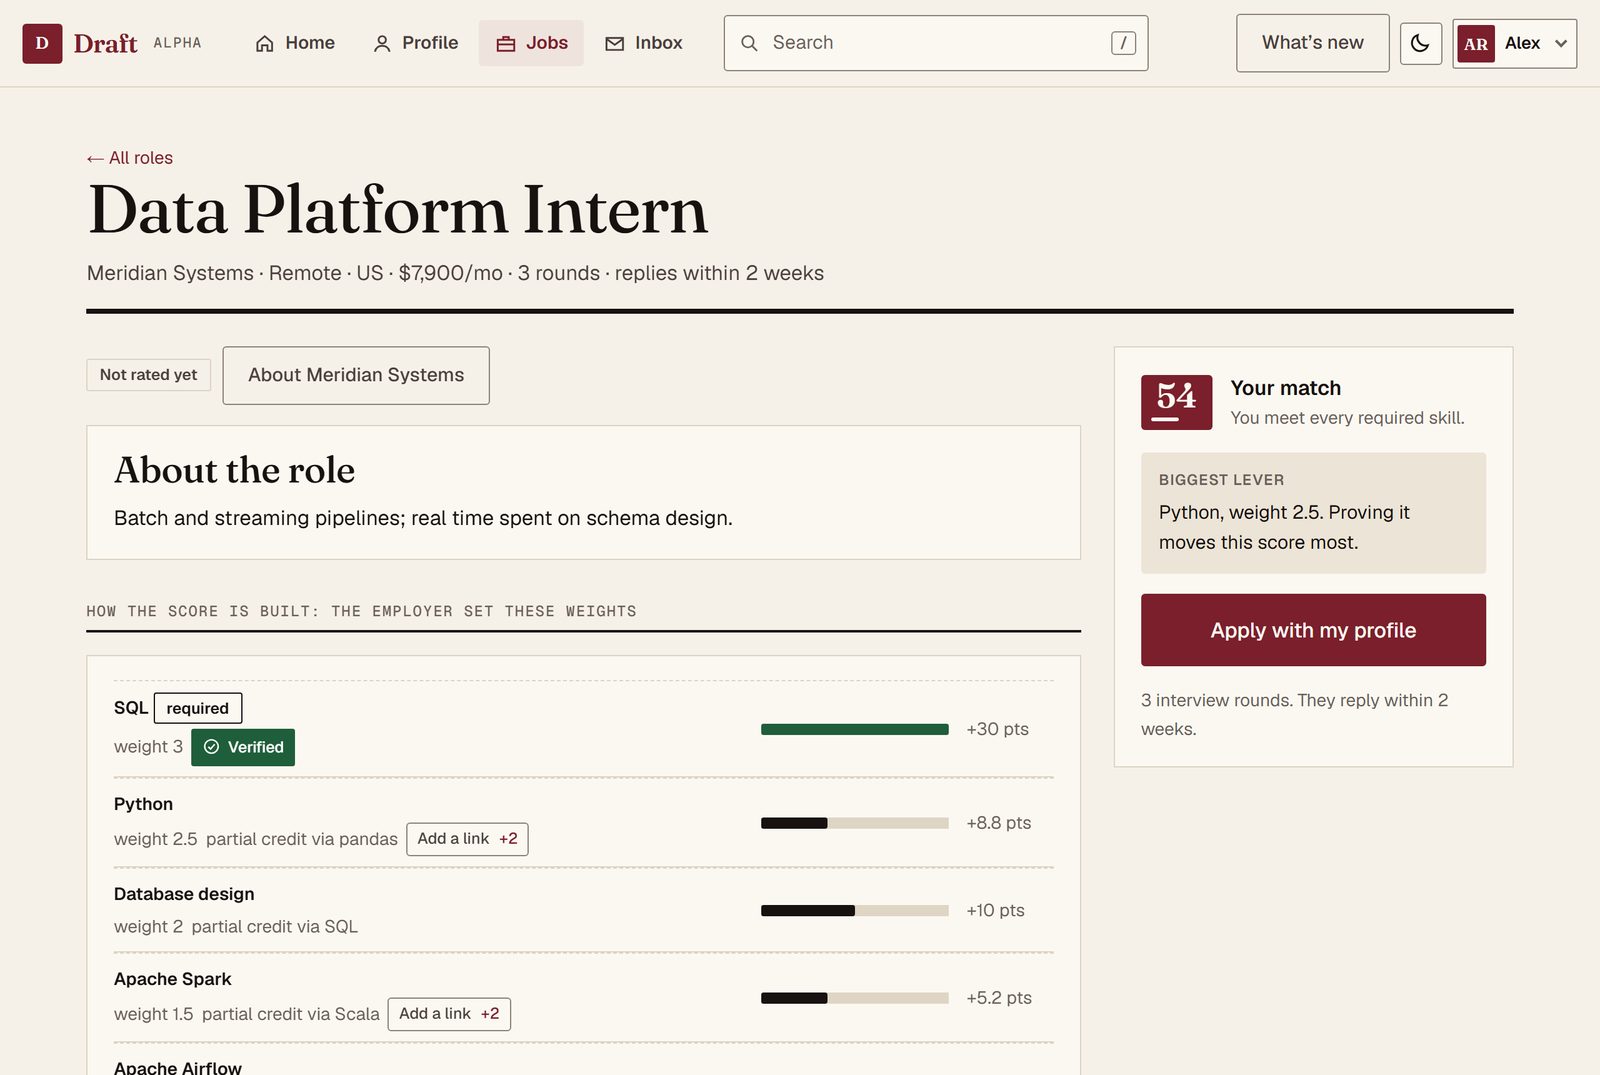 D Draft ALPHA Home Profile Jobs Inbox Search / What's new AR Alex
← All roles
Data Platform Intern
Meridian Systems · Remote · US · $7,900/mo · 3 rounds · replies within 2 weeks
Not rated yet About Meridian Systems
About the role
Batch and streaming pipelines; real time spent on schema design.
HOW THE SCORE IS BUILT: THE EMPLOYER SET THESE WEIGHTS
SQL required
weight 3 Verified
+30 pts
Python
weight 2.5 partial credit via pandas Add a link +2
+8.8 pts
Database design
weight 2 partial credit via SQL
+10 pts
Apache Spark
weight 1.5 partial credit via Scala Add a link +2
+5.2 pts
Apache Airflow
54 Your match
You meet every required skill.
BIGGEST LEVER
Python, weight 2.5. Proving it
moves this score most.
Apply with my profile
3 interview rounds. They reply within 2
weeks.